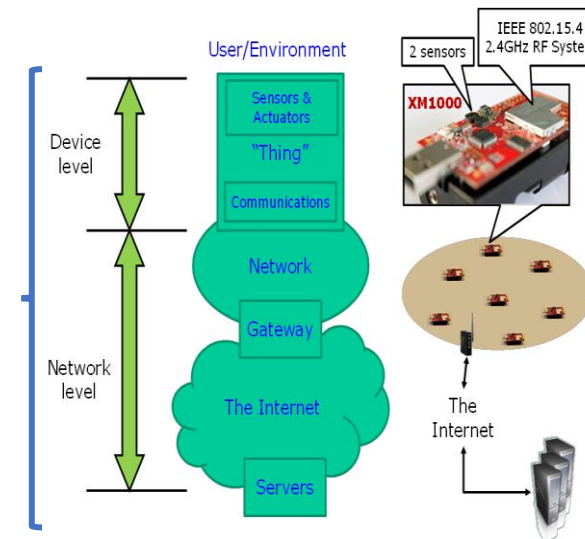 User/Environment
Device
level
Network
level
Sensors &
Actuators
"Thing"
Communications
Network
Gateway
The Internet
Servers
2 sensors
IEEE 802.15.4
2.4GHz RF Syste
XM1000
The
Internet